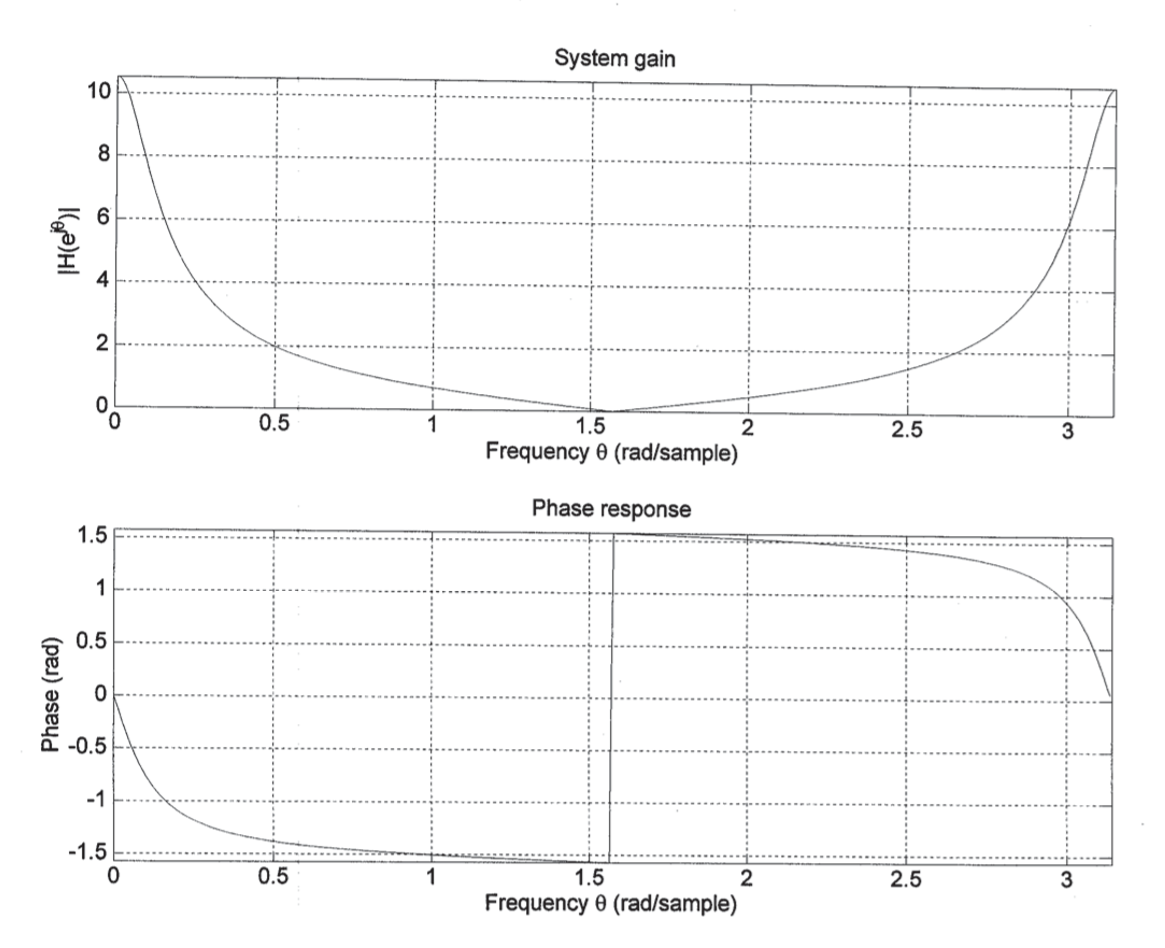 System gain
10
8
6
4
2
0
|H(e^jθ)|
0 0.5 1 1.5 2 2.5 3
Frequency θ (rad/sample)
Phase response
1.5
1
0.5
0
-0.5
-1
-1.5
Phase (rad)
0 0.5 1 1.5 2 2.5 3
Frequency θ (rad/sample)